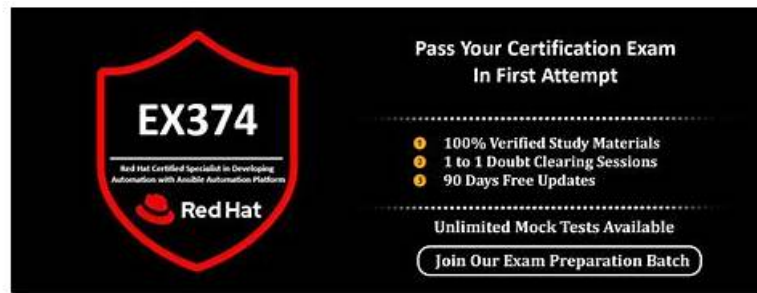 EX374
Red Hat Certified Specialist in Developing
Automation with Ansible Automation Platform
Red Hat
Pass Your Certification Exam
In First Attempt
1 100% Verified Study Materials
2 1 to 1 Doubt Clearing Sessions
3 90 Days Free Updates
Unlimited Mock Tests Available
Join Our Exam Preparation Batch